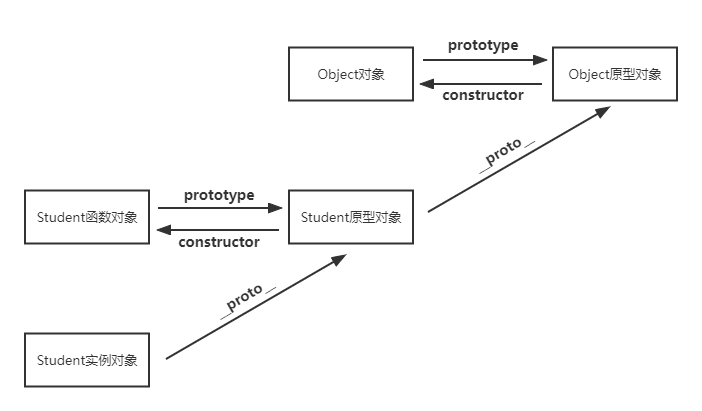 prototype
Object对象
Object原型对象
constructor
__proto__
prototype
Student函数对象
Student原型对象
constructor
__proto__
Student实例对象